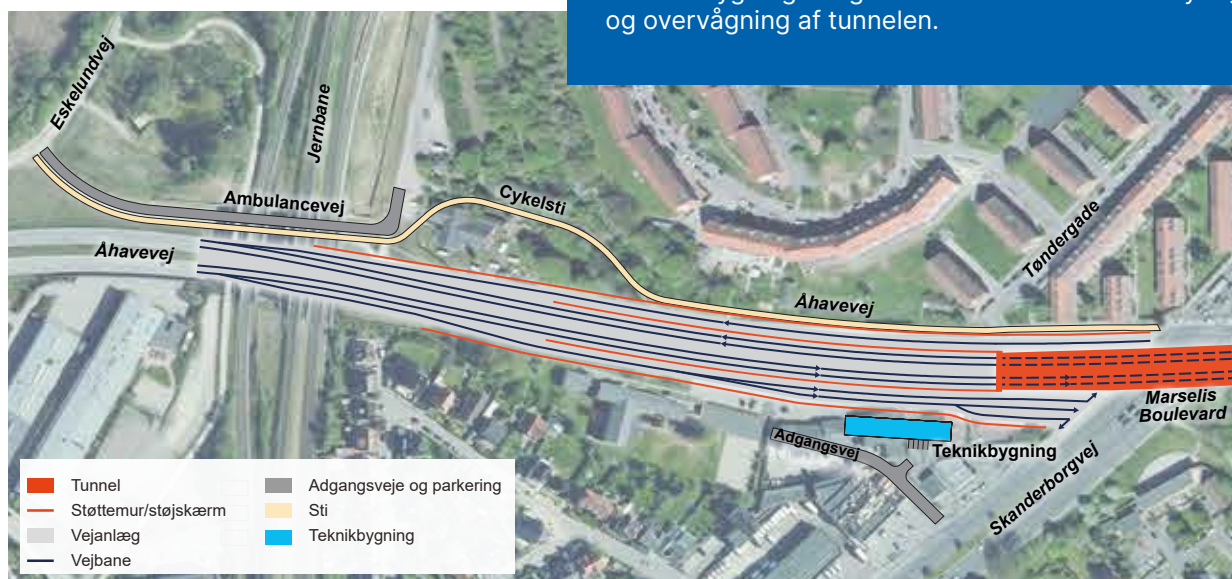 og overvågning af tunnelen.
Eskelundvej
Jernbane
Ambulancevej
Cykelsti
Tøndergade
Åhavevej
Åhavevej
Marselis
Boulevard
Adgangsvej
Teknikbygning
Skanderborgvej
Tunnel
Støttemur/støjskærm
Vejanlæg
Vejbane
Adgangsveje og parkering
Sti
Teknikbygning